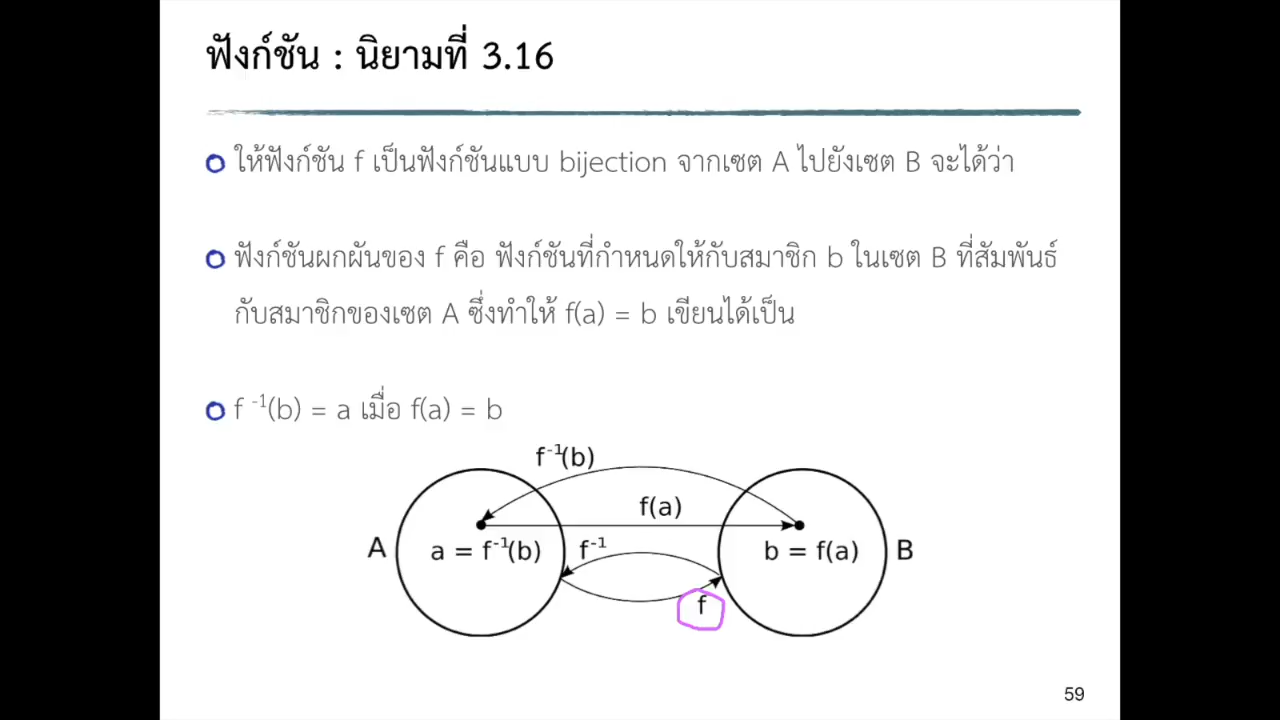 ฟังก์ชัน : นิยามที่ 3.16
ให้ฟังก์ชัน f เป็นฟังก์ชันแบบ bijection จากเซต A ไปยังเซต B จะได้ว่า
ฟังก์ชันผกผันของ f คือ ฟังก์ชันที่กำหนดให้กับสมาชิก b ในเซต B ที่สัมพันธ์
กับสมาชิกของเซต A ซึ่งทำให้ f(a) = b เขียนได้เป็น
f ⁻¹(b) = a เมื่อ f(a) = b
f⁻¹(b)
f(a)
A
a = f⁻¹(b)
f⁻¹
b = f(a)
B
f
59